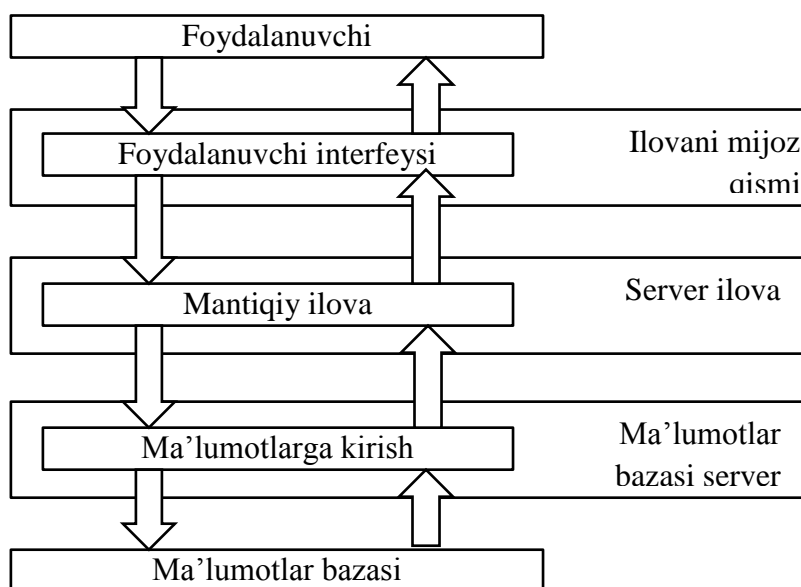 Foydalanuvchi
Foydalanuvchi interfeysi
Ilovani mijoz
qismi
Mantiqiy ilova
Server ilova
Ma’lumotlarga kirish
Ma’lumotlar
bazasi server
Ma’lumotlar bazasi